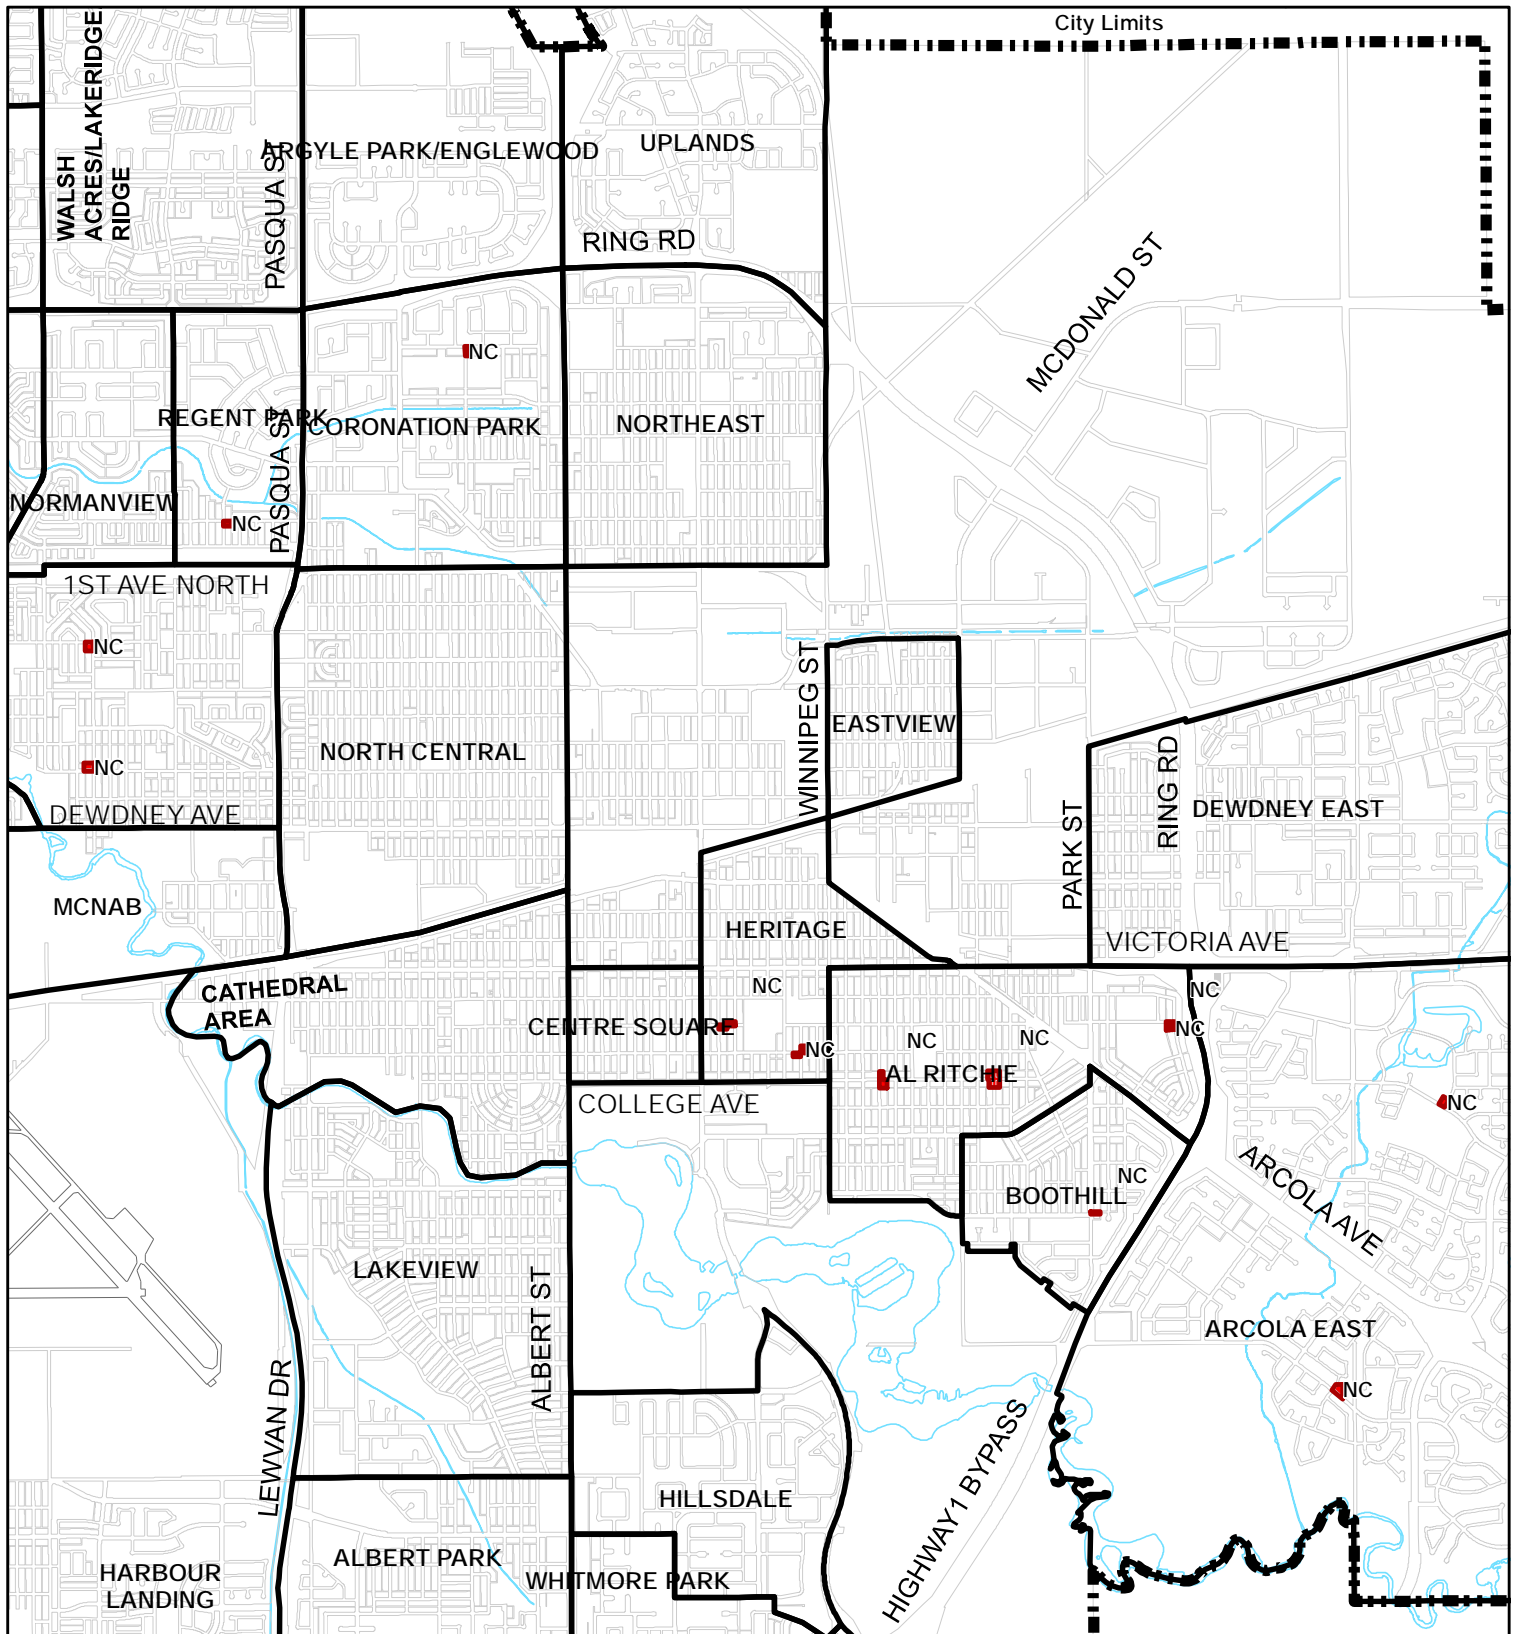 City Limits
WALSH
ACRES/LAKERIDGE
RIDGE
PASQUA ST
ARGYLE PARK/ENGLEWOOD
UPLANDS
RING RD
MCDONALD ST
NC
REGENT PARK
PASQUA ST
CORONATION PARK
NORTHEAST
NORMANVIEW
NC
1ST AVE NORTH
NC
NC
NORTH CENTRAL
WINNIPEG ST
EASTVIEW
DEWDNEY AVE
PARK ST
RING RD
DEWDNEY EAST
MCNAB
HERITAGE
VICTORIA AVE
CATHEDRAL
AREA
NC
NC
CENTRE SQUARE
NC
NC
NC
NC
AL RITCHIE
COLLEGE AVE
NC
ARCOLA AVE
NC
BOOTHILL
LAKEVIEW
ALBERT ST
ARCOLA EAST
NC
LEWVAN DR
HIGHWAY 1 BYPASS
HILLSDALE
ALBERT PARK
WHITMORE PARK
HARBOUR
LANDING